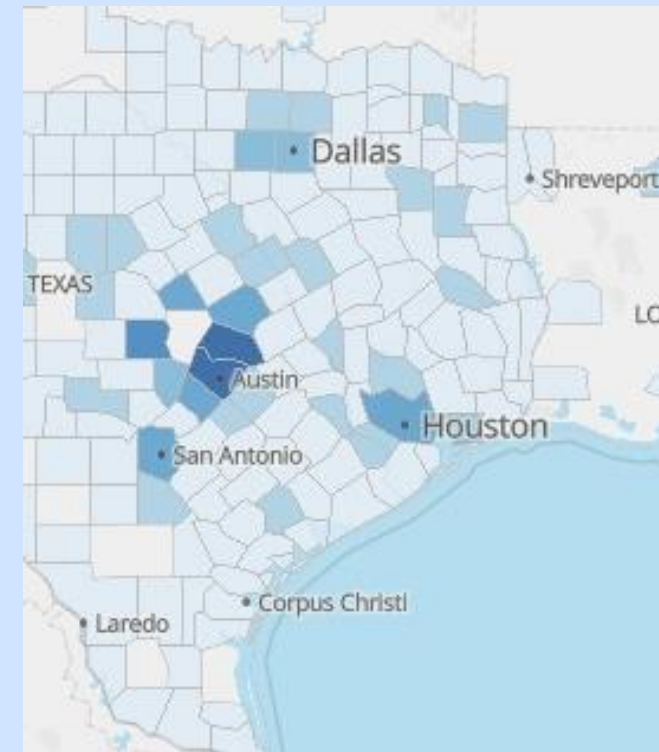 Dallas
Shreveport
TEXAS
LO
Austin
Houston
San Antonio
Corpus Christi
Laredo